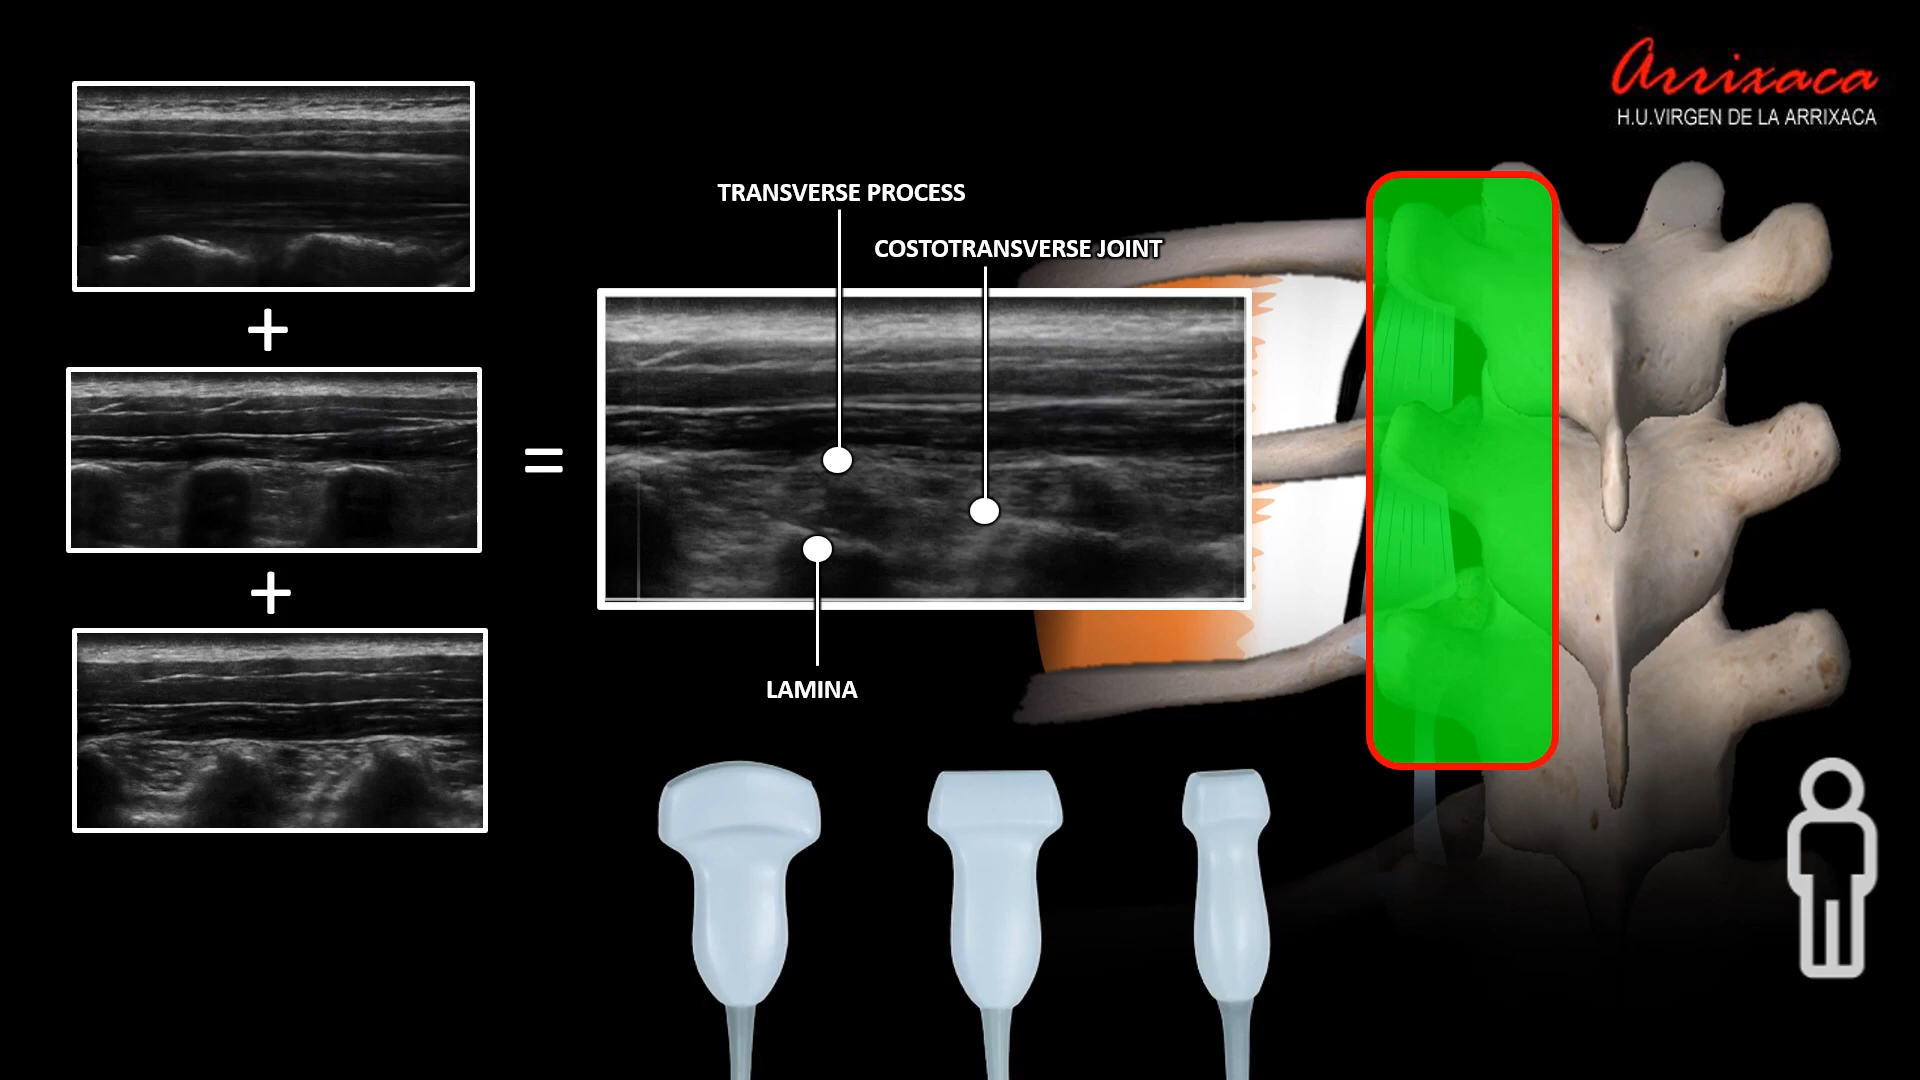 Arrixaca
H.U.VIRGEN DE LA ARRIXACA
TRANSVERSE PROCESS
COSTOTRANSVERSE JOINT
+
+
=
LAMINA